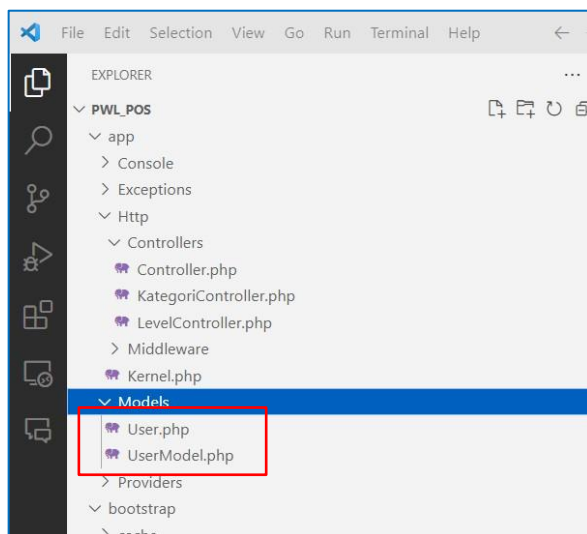 File Edit Selection View Go Run Terminal Help
EXPLORER
PWL_POS
app
Console
Exceptions
Http
Controllers
Controller.php
KategoriController.php
LevelController.php
Middleware
Kernel.php
Models
User.php
UserModel.php
Providers
bootstrap